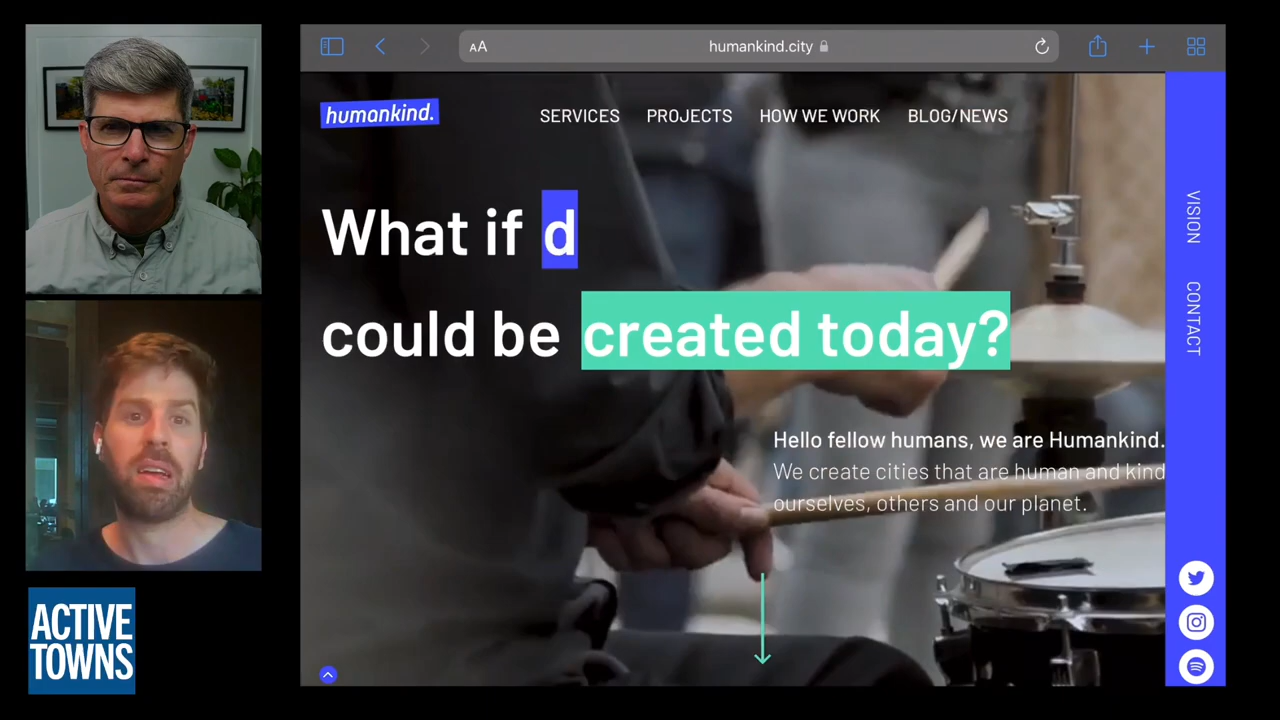 AA
humankind.city
humankind.
SERVICES PROJECTS HOW WE WORK BLOG/NEWS
What if d
could be created today?
Hello fellow humans, we are Humankind.
We create cities that are human and kind
ourselves, others and our planet.
VISION
CONTACT
ACTIVE
TOWNS